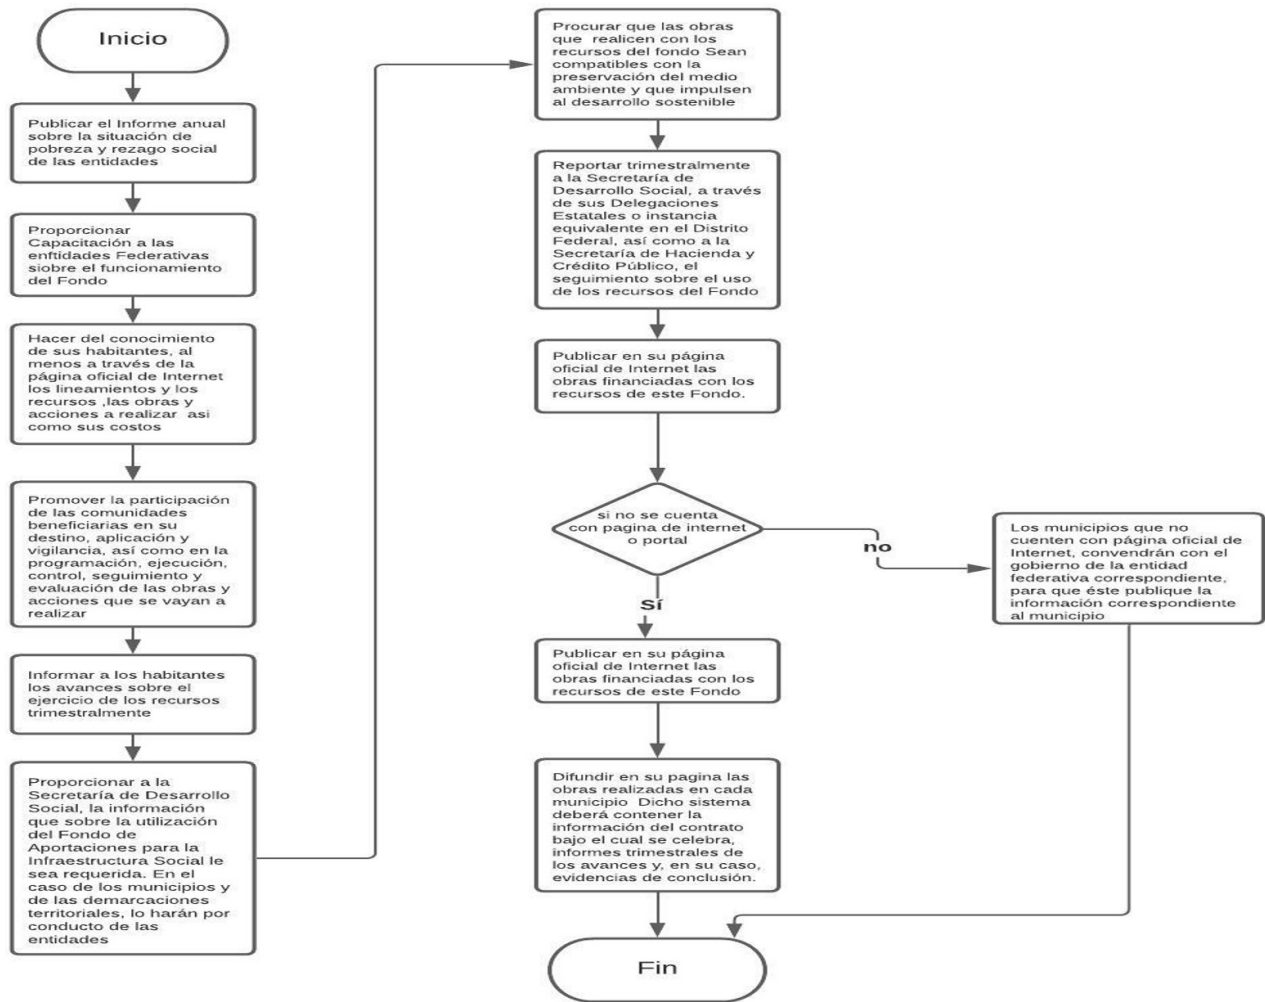 Inicio
Publicar el Informe anual
sobre la situación de
pobreza y rezago social
de las entidades
Proporcionar
Capacitación a las
enftidades Federativas
siobre el funcionamiento
del Fondo
Hacer del conocimiento
de sus habitantes, al
menos a través de la
página oficial de Internet
los lineamientos y los
recursos ,las obras y
acciones a realizar asi
como sus costos
Promover la participación
de las comunidades
beneficiarias en su
destino, aplicación y
vigilancia, así como en la
programación, ejecución,
control, seguimiento y
evaluación de las obras y
acciones que se vayan a
realizar
Informar a los habitantes
los avances sobre el
ejercicio de los recursos
trimestralmente
Proporcionar a la
Secretaría de Desarrollo
Social, la información
que sobre la utilización
del Fondo de
Aportaciones para la
Infraestructura Social le
sea requerida. En el
caso de los municipios y
de las demarcaciones
territoriales, lo harán por
conducto de las
entidades
Procurar que las obras
que realicen con los
recursos del fondo Sean
compatibles con la
preservación del medio
ambiente y que impulsen
al desarrollo sostenible
Reportar trimestralmente
a la Secretaría de
Desarrollo Social, a través
de sus Delegaciones
Estatales o instancia
equivalente en el Distrito
Federal, así como a la
Secretaría de Hacienda y
Crédito Público, el
seguimiento sobre el uso
de los recursos del Fondo
Publicar en su página
oficial de Internet las
obras financiadas con los
recursos de este Fondo.
si no se cuenta
con pagina de internet
o portal
no
Los municipios que no
cuenten con página oficial de
Internet, convendrán con el
gobierno de la entidad
federativa correspondiente,
para que éste publique la
información correspondiente
al municipio
Sí
Publicar en su página
oficial de Internet las
obras financiadas con los
recursos de este Fondo
Difundir en su pagina las
obras realizadas en cada
municipio Dicho sistema
deberá contener la
información del contrato
bajo el cual se celebra,
informes trimestrales de
los avances y, en su caso,
evidencias de conclusión.
Fin